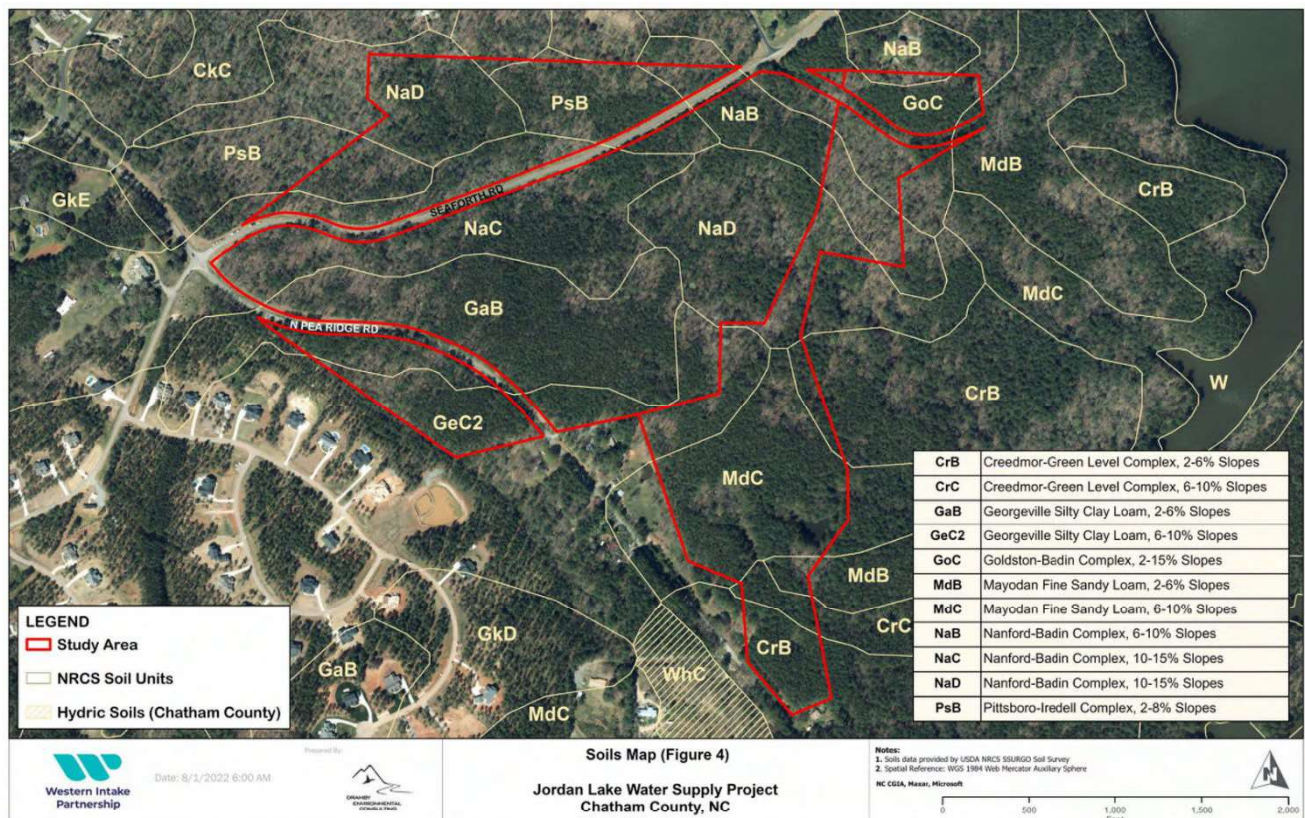 NaB
CkC
NaD
PsB
NaB
GoC
PsB
MdB
CrB
GkE
SEAFORTH RD
NaC
NaD
MdC
GaB
N PEA RIDGE RD
CrB
W
GeC2
MdC
MdB
CrC
CrB
GkD
GaB
WhC
MdC
CrB Creedmor-Green Level Complex, 2-6% Slopes
CrC Creedmor-Green Level Complex, 6-10% Slopes
GaB Georgeville Silty Clay Loam, 2-6% Slopes
GeC2 Georgeville Silty Clay Loam, 6-10% Slopes
GoC Goldston-Badin Complex, 2-15% Slopes
MdB Mayodan Fine Sandy Loam, 2-6% Slopes
MdC Mayodan Fine Sandy Loam, 6-10% Slopes
NaB Nanford-Badin Complex, 6-10% Slopes
NaC Nanford-Badin Complex, 10-15% Slopes
NaD Nanford-Badin Complex, 10-15% Slopes
PsB Pittsboro-Iredell Complex, 2-8% Slopes
LEGEND
Study Area
NRCS Soil Units
Hydric Soils (Chatham County)
Western Intake
Partnership
Date: 8/1/2022 6:00 AM
Prepared By:
ENVIRONMENTAL
CONSULTING
Soils Map (Figure 4)
Jordan Lake Water Supply Project
Chatham County, NC
Notes:
1. Soils data provided by USDA NRCS SSURGO Soil Survey
2. Spatial Reference: WGS 1984 Web Mercator Auxiliary Sphere
NC CGIA, Maxar, Microsoft
N
0 500 1,000 1,500 2,000
Feet